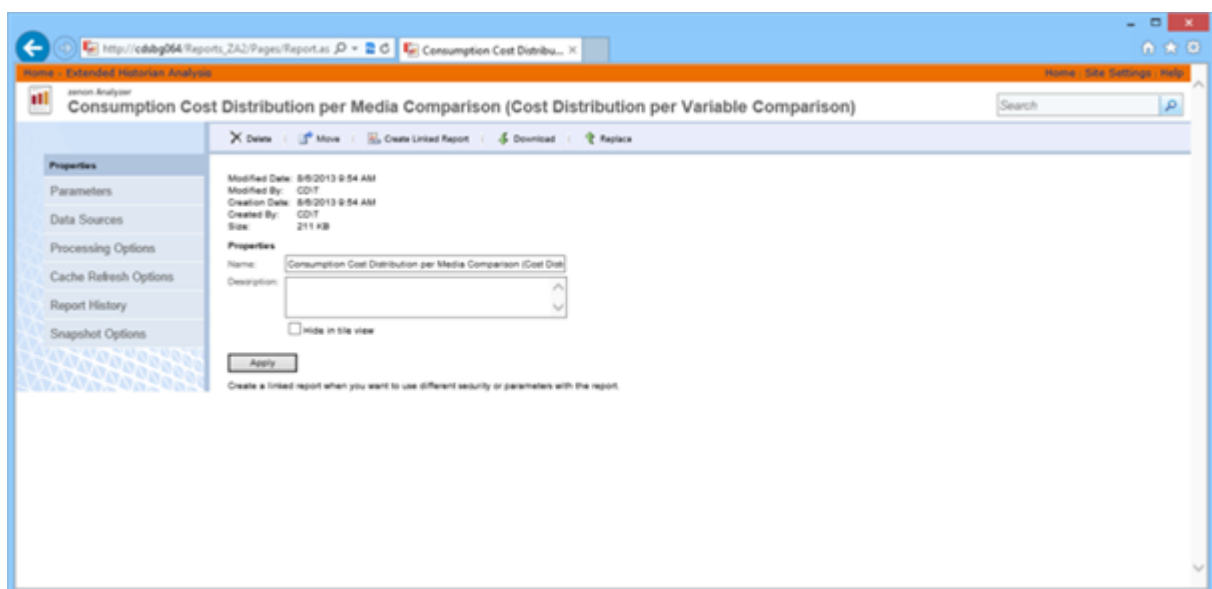 http://cdsbg064/Reports_ZA2/Pages/Report.as
Consumption Cost Distribu...
Home > Extended Historian Analysis
Home | Site Settings | Help
zenon Analyzer
Consumption Cost Distribution per Media Comparison (Cost Distribution per Variable Comparison)
Search
Delete | Move | Create Linked Report | Download | Replace
Properties
Parameters
Data Sources
Processing Options
Cache Refresh Options
Report History
Snapshot Options
Modified Date: 8/6/2013 9:54 AM
Modified By: CD\T
Creation Date: 8/6/2013 9:54 AM
Created By: CD\T
Size: 211 KB
Properties
Name: Consumption Cost Distribution per Media Comparison (Cost Distr
Description:
Hide in tile view
Apply
Create a linked report when you want to use different security or parameters with the report.